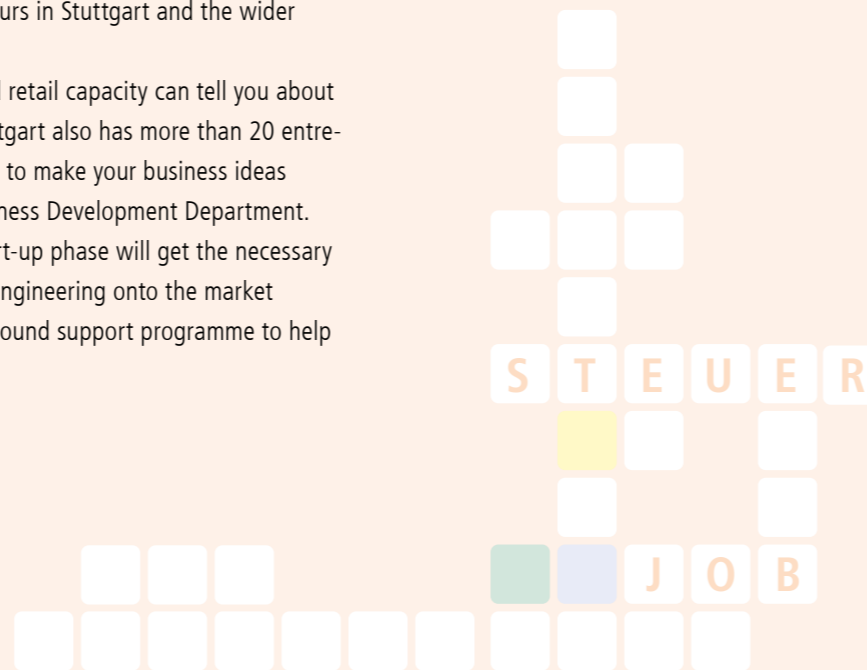 urs in Stuttgart and the wider
retail capacity can tell you about
tgart also has more than 20 entre-
to make your business ideas
ness Development Department.
rt-up phase will get the necessary
ngineering onto the market
ound support programme to help
STEUER
JOB